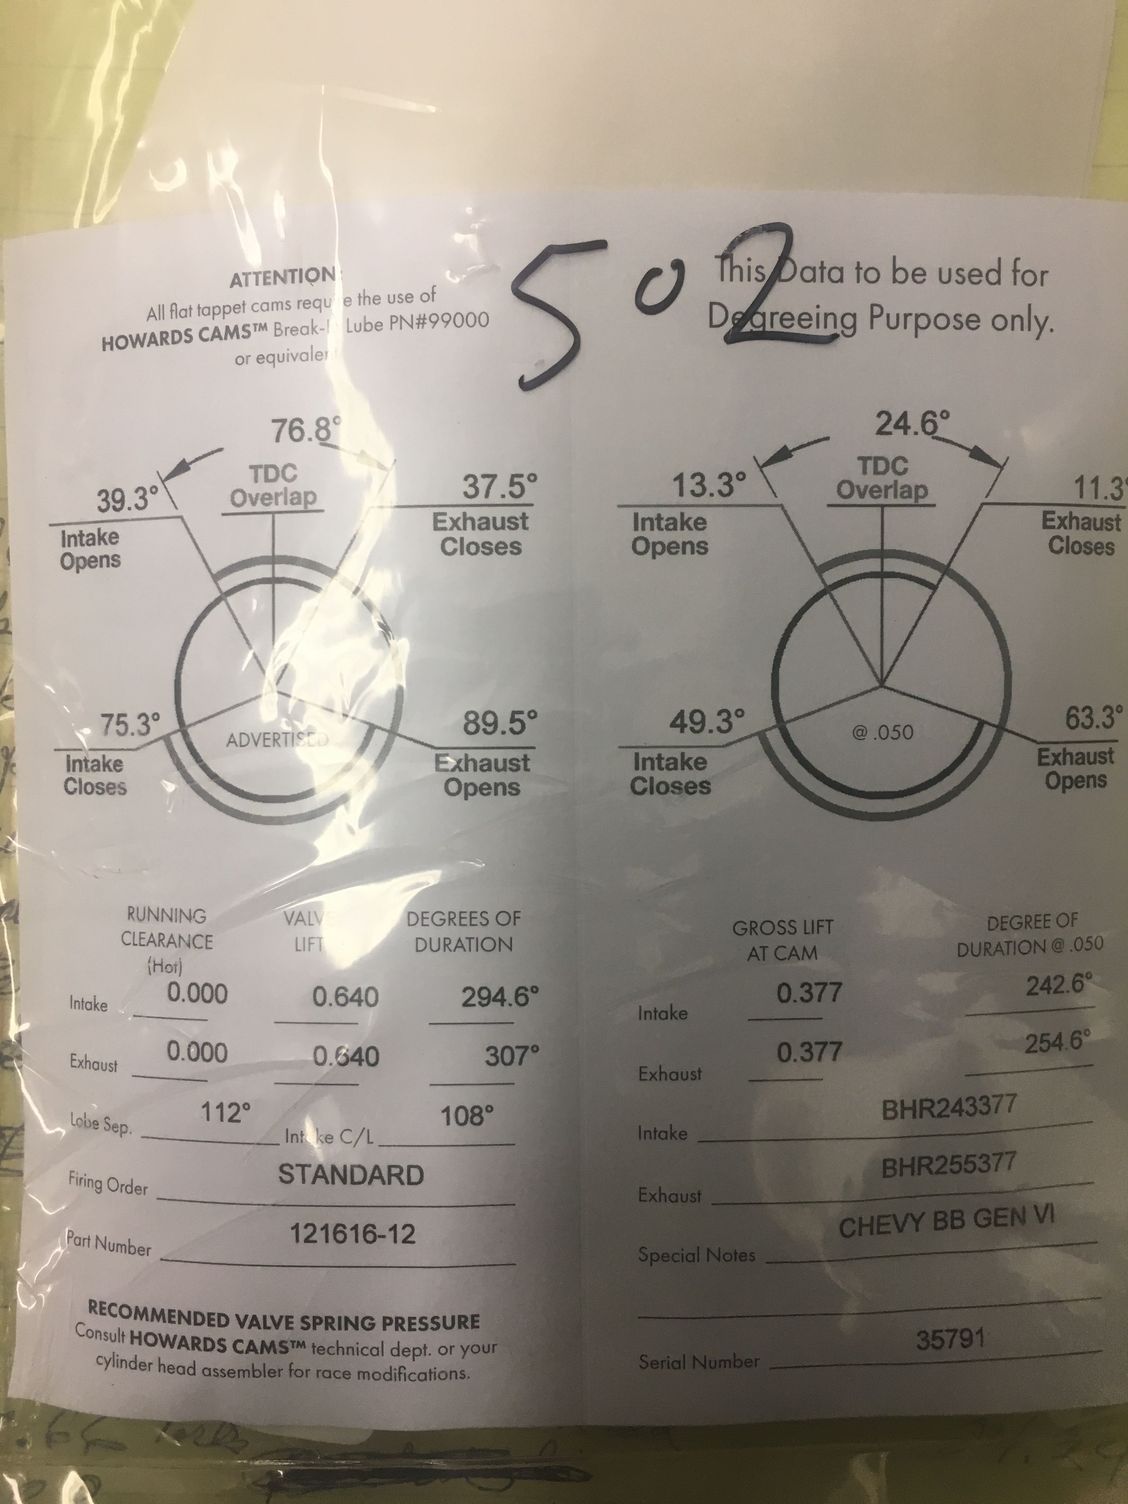 502
ATTENTION:
All flat tappet cams require the use of
HOWARDS CAMS™ Break-In Lube PN#99000
or equivalent
This Data to be used for
Degreeing Purpose only.
76.8°
TDC
Overlap
39.3°
Intake
Opens
37.5°
Exhaust
Closes
75.3°
Intake
Closes
ADVERTISED
89.5°
Exhaust
Opens
24.6°
TDC
Overlap
13.3°
Intake
Opens
11.3°
Exhaust
Closes
49.3°
Intake
Closes
@ .050
63.3°
Exhaust
Opens
RUNNING CLEARANCE (Hot) VALVE LIFT DEGREES OF DURATION
Intake 0.000 0.640 294.6°
Exhaust 0.000 0.640 307°
Lobe Sep. 112° Intake C/L 108°
Firing Order STANDARD
Part Number 121616-12
RECOMMENDED VALVE SPRING PRESSURE
Consult HOWARDS CAMS™ technical dept. or your
cylinder head assembler for race modifications.
GROSS LIFT AT CAM DEGREE OF DURATION @ .050
Intake 0.377 242.6°
Exhaust 0.377 254.6°
Intake BHR243377
Exhaust BHR255377
Special Notes CHEVY BB GEN VI
Serial Number 35791